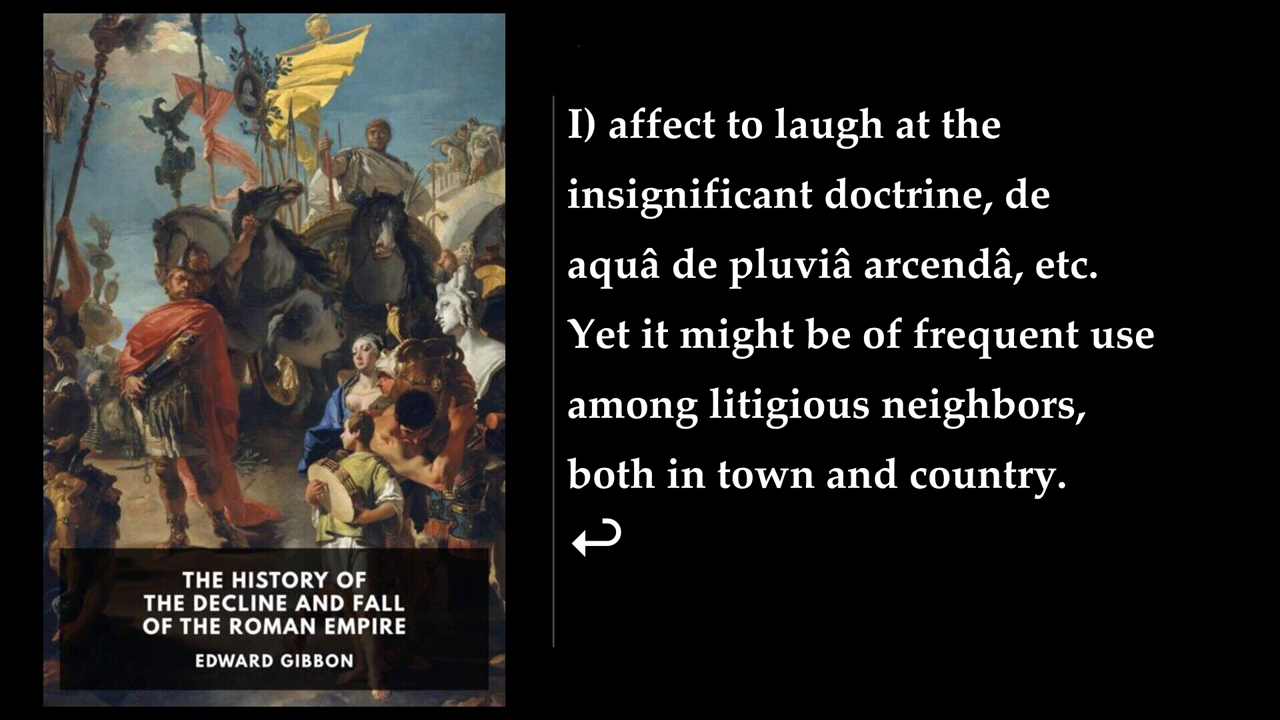 THE HISTORY OF
THE DECLINE AND FALL
OF THE ROMAN EMPIRE
EDWARD GIBBON
I) affect to laugh at the
insignificant doctrine, de
aquâ de pluviâ arcendâ, etc.
Yet it might be of frequent use
among litigious neighbors,
both in town and country.
↩